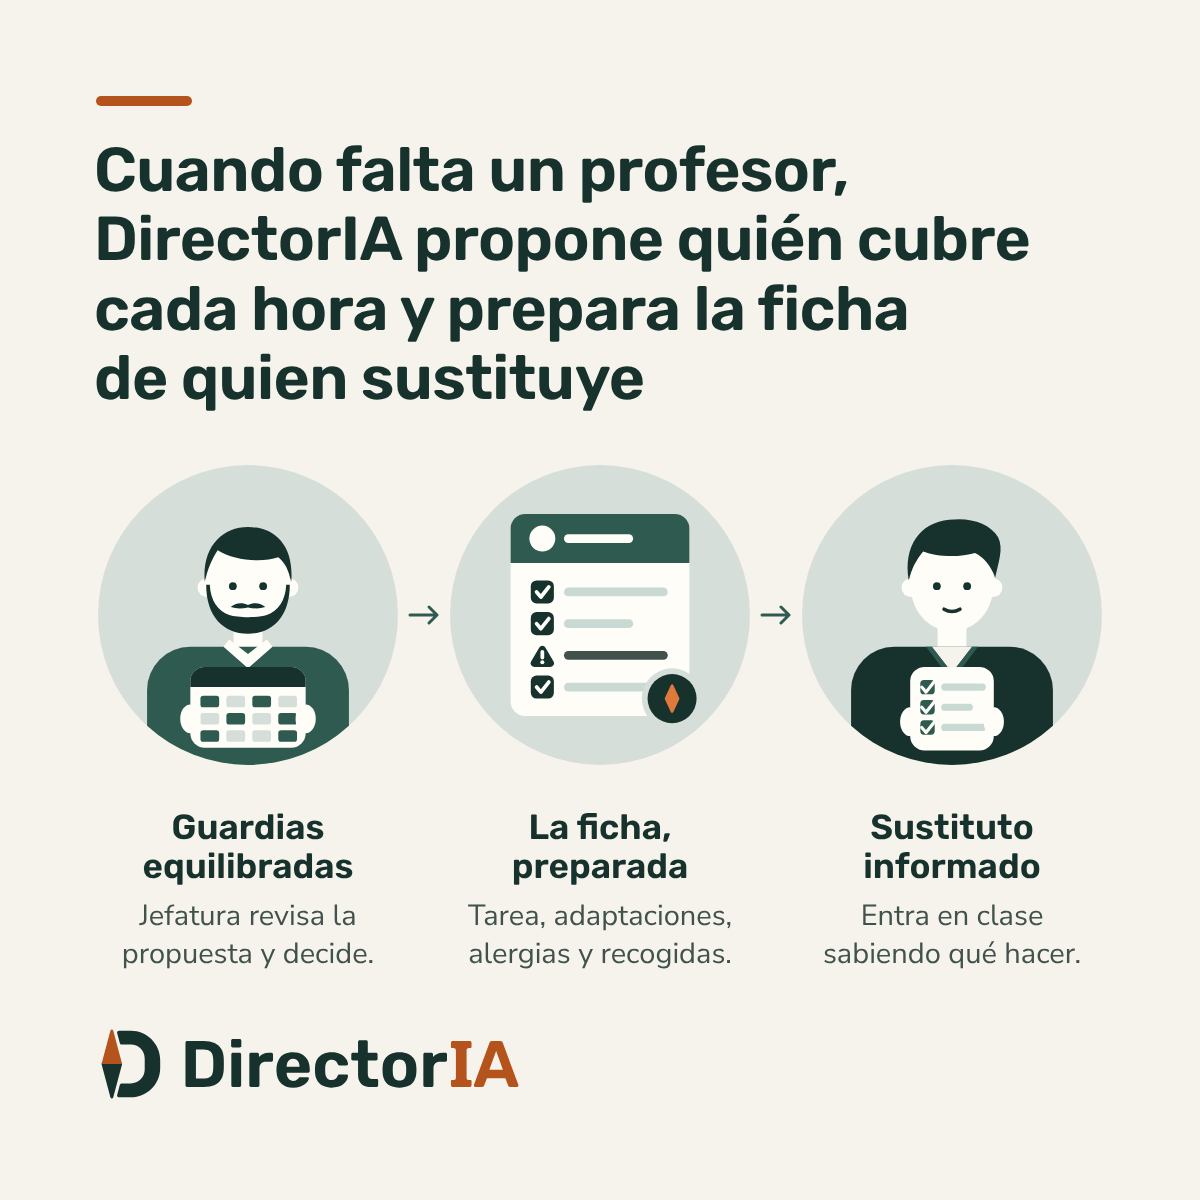 Cuando falta un profesor,
DirectorIA propone quién cubre
cada hora y prepara la ficha
de quien sustituye
Guardias
equilibradas
Jefatura revisa la
propuesta y decide.
La ficha,
preparada
Tarea, adaptaciones,
alergias y recogidas.
Sustituto
informado
Entra en clase
sabiendo qué hacer.
DirectorIA